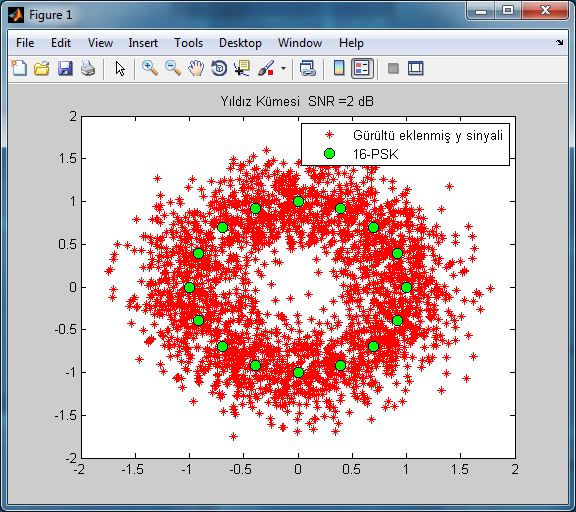 Figure 1
File Edit View Insert Tools Desktop Window Help
Yıldız Kümesi SNR =2 dB
Gürültü eklenmiş y sinyali
16-PSK
2
1.5
1
0.5
0
-0.5
-1
-1.5
-2
-2 -1.5 -1 -0.5 0 0.5 1 1.5 2